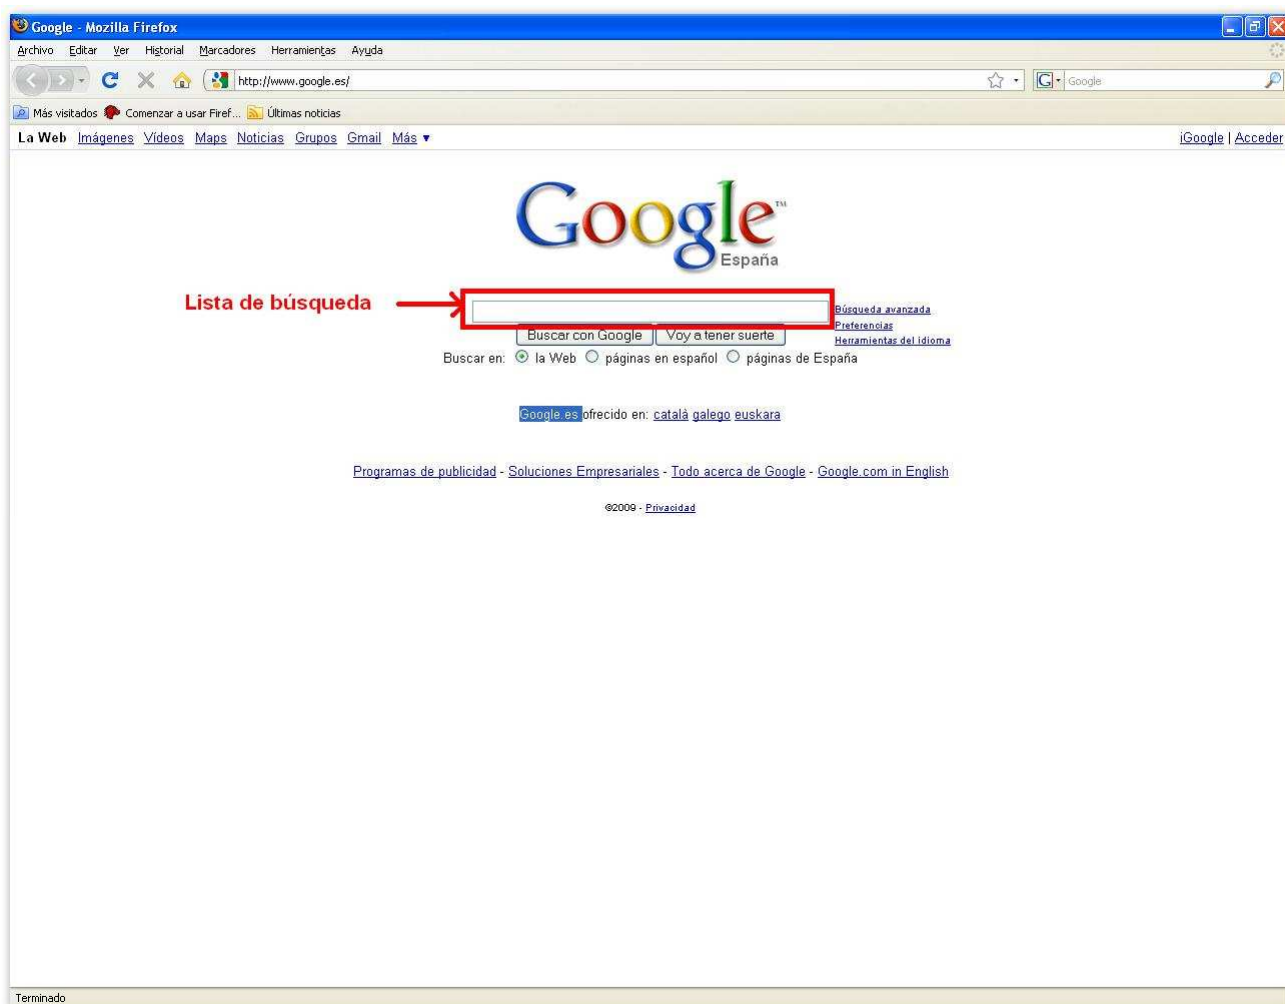 Google - Mozilla Firefox
Archivo Editar Ver Historial Marcadores Herramientas Ayuda
http://www.google.es/ G Google
Más visitados Comenzar a usar Firef... Últimas noticias
La Web Imágenes Vídeos Maps Noticias Grupos Gmail Más ▼ iGoogle | Acceder
Google™
España
Lista de búsqueda
Búsqueda avanzada
Buscar con Google Voy a tener suerte Preferencias
Herramientas del idioma
Buscar en: la Web páginas en español páginas de España
Google.es ofrecido en: català galego euskara
Programas de publicidad - Soluciones Empresariales - Todo acerca de Google - Google.com in English
©2009 - Privacidad
Terminado